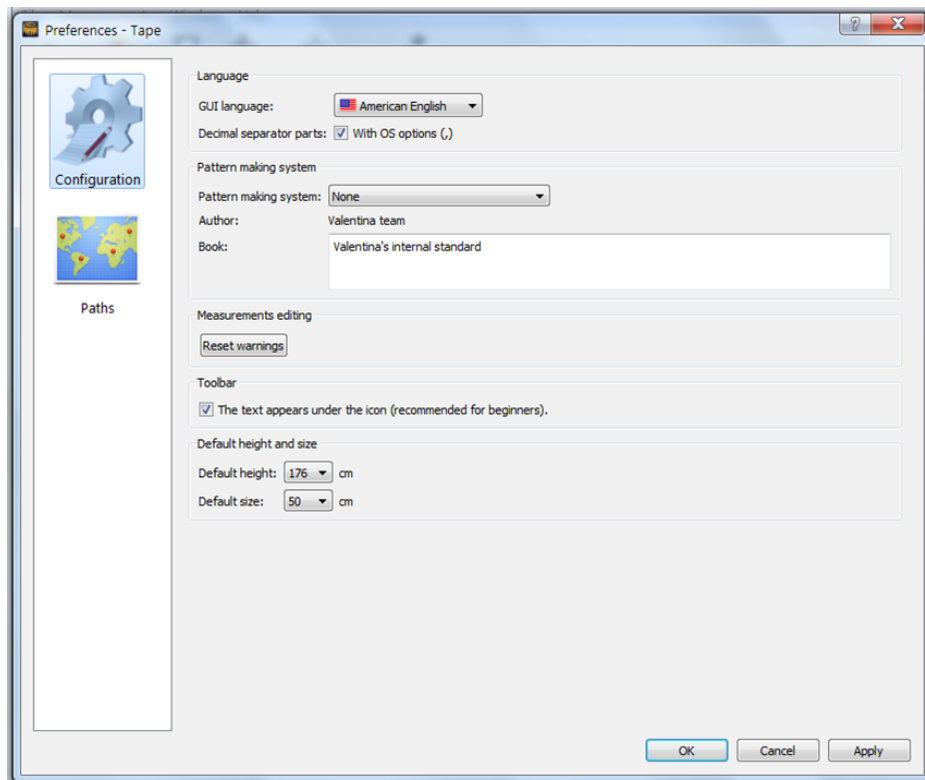 Preferences - Tape
Configuration
Paths
Language
GUI language: American English
Decimal separator parts: With OS options (,)
Pattern making system
Pattern making system: None
Author: Valentina team
Book: Valentina's internal standard
Measurements editing
Reset warnings
Toolbar
The text appears under the icon (recommended for beginners).
Default height and size
Default height: 176 cm
Default size: 50 cm
OK Cancel Apply